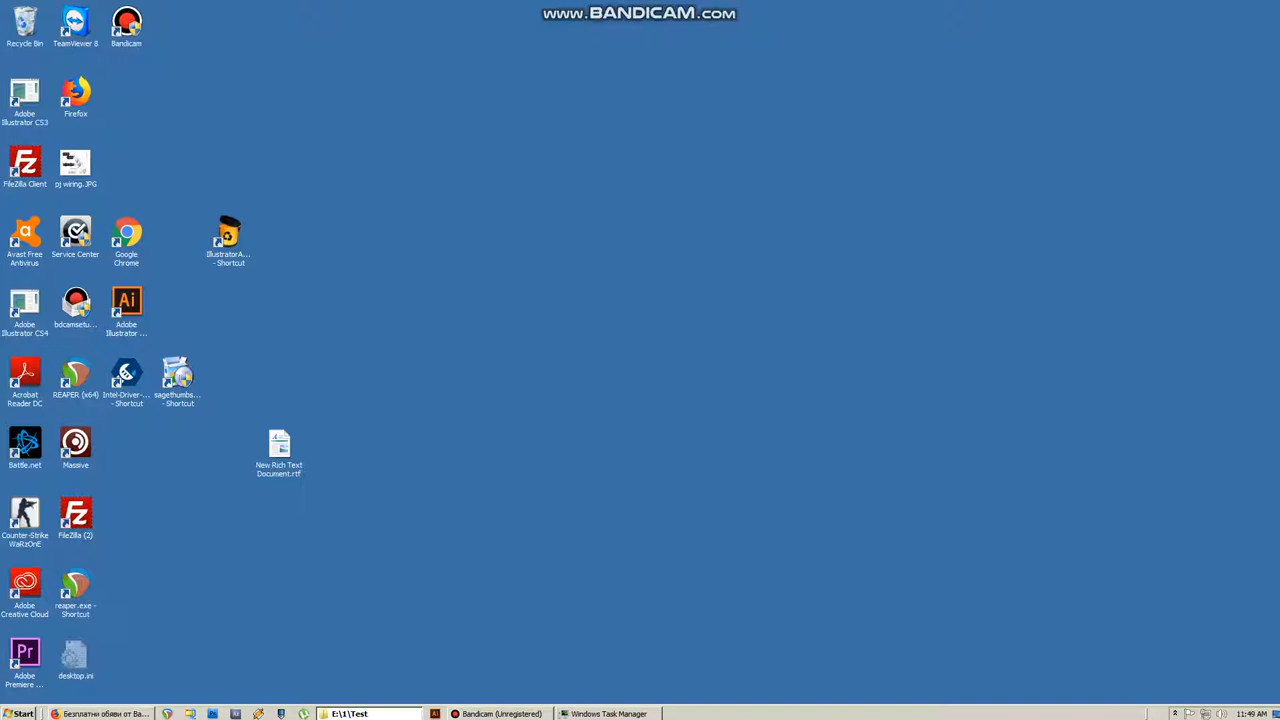 WWW.BANDICAM.COM
Recycle Bin
TeamViewer 8
Bandicam
Adobe
Illustrator CS3
Firefox
FileZilla Client
pj wiring.JPG
Avast Free
Antivirus
Service Center
Google
Chrome
IllustratorA...
- Shortcut
Adobe
Illustrator CS4
bdcamsetu...
Adobe
Illustrator ...
Acrobat
Reader DC
REAPER (x64)
Intel-Driver-...
- Shortcut
sagethumbs...
- Shortcut
Battle.net
Massive
New Rich Text
Document.rtf
Counter-Strike
WaRzOnE
FileZilla (2)
Adobe
Creative Cloud
reaper.exe -
Shortcut
Adobe
Premiere ...
desktop.ini
Start
Безплатни обяви от Ba...
E:\1\Test
Bandicam (Unregistered)
Windows Task Manager
11:49 AM